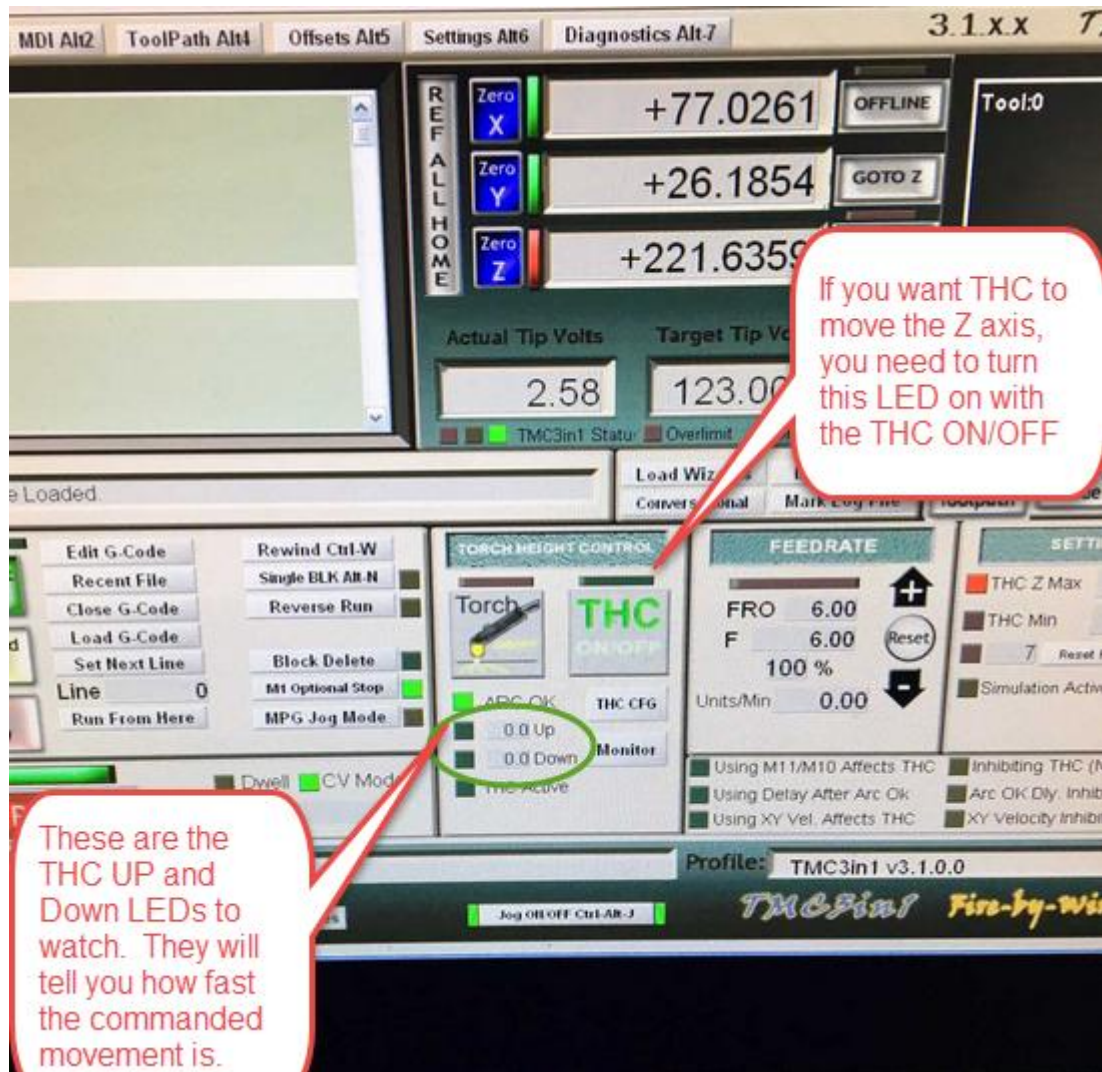 MDI Alt2 ToolPath Alt4 Offsets Alt5 Settings Alt6 Diagnostics Alt-7
3.1.x.x
REF ALL HOME
Zero X +77.0261 OFFLINE
Tool:0
Zero Y +26.1854 GOTO Z
Zero Z +221.6359
If you want THC to
move the Z axis,
you need to turn
this LED on with
the THC ON/OFF
Actual Tip Volts Target Tip
2.58 123.00
TMC3in1 Statu Overlimit
e Loaded.
Load
Mark Log File
Edit G-Code Rewind Ctrl-W
Recent File Single BLK Alt-N
Close G-Code Reverse Run
Load G-Code
Set Next Line Block Delete
Line 0 M1 Optional Stop
Run From Here MPG Jog Mode
Dwell CV Mode
TORCH HEIGHT CONTROL
Torch THC
ON/OFF
ARC OK THC CFG
0.0 Up
0.0 Down Monitor
THC Active
FEEDRATE
FRO 6.00
F 6.00 Reset
100 %
Units/Min 0.00
SETTI
THC Z Max
THC Min
7 Reset
Simulation Active
Using M11/M10 Affects THC Inhibiting THC
Using Delay After Arc Ok Arc OK Dly. Inhib
Using XY Vel. Affects THC XY Velocity Inhibi
Profile: TMC3in1 v3.1.0.0
Jog ON/OFF Ctrl-Alt-J
TMC3in1 Fire-by-Wi
These are the
THC UP and
Down LEDs to
watch. They will
tell you how fast
the commanded
movement is.